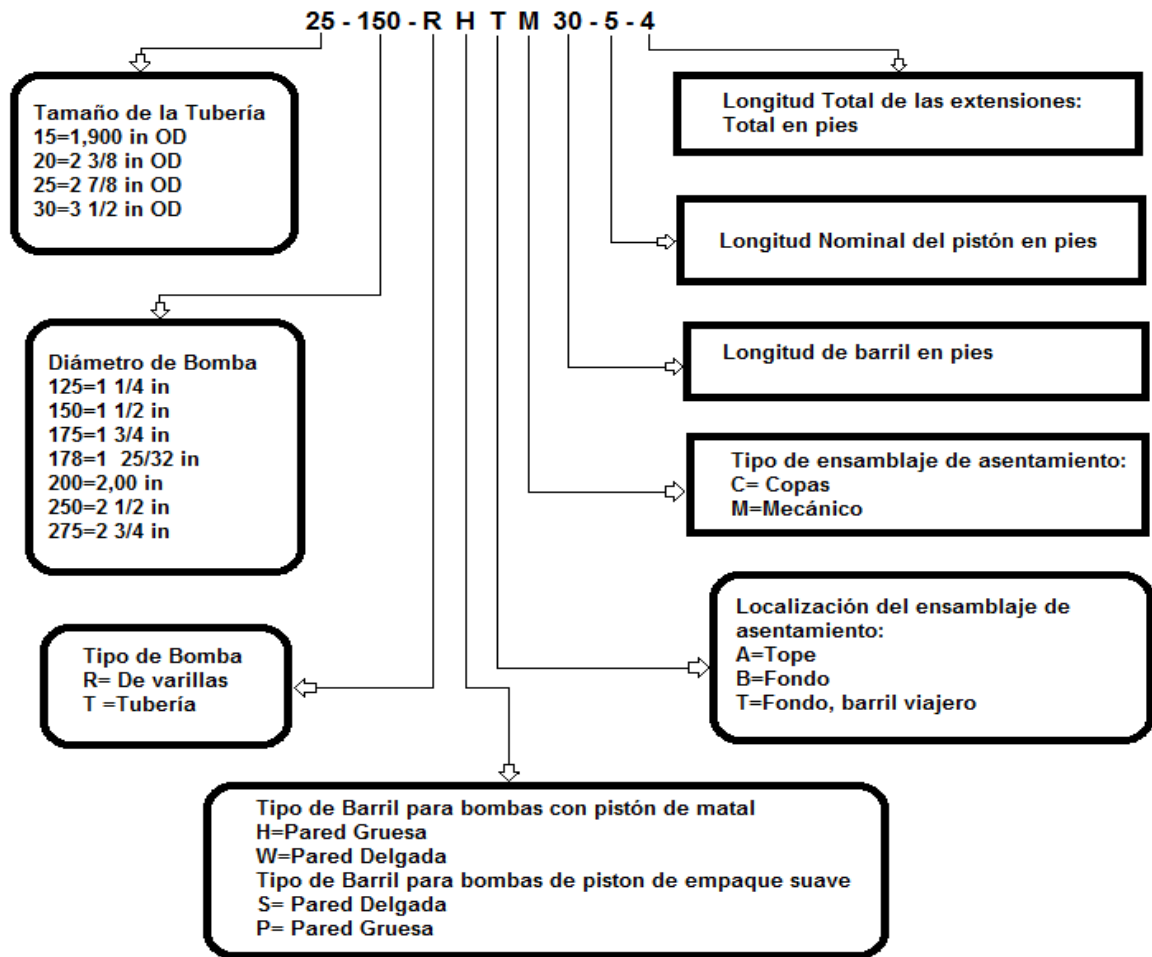 25 - 150 - R H T M 30 - 5 - 4
Tamaño de la Tubería
15=1,900 in OD
20=2 3/8 in OD
25=2 7/8 in OD
30=3 1/2 in OD
Diámetro de Bomba
125=1 1/4 in
150=1 1/2 in
175=1 3/4 in
178=1 25/32 in
200=2,00 in
250=2 1/2 in
275=2 3/4 in
Tipo de Bomba
R= De varillas
T =Tubería
Tipo de Barril para bombas con pistón de matal
H=Pared Gruesa
W=Pared Delgada
Tipo de Barril para bombas de piston de empaque suave
S= Pared Delgada
P= Pared Gruesa
Longitud Total de las extensiones:
Total en pies
Longitud Nominal del pistón en pies
Longitud de barril en pies
Tipo de ensamblaje de asentamiento:
C= Copas
M=Mecánico
Localización del ensamblaje de
asentamiento:
A=Tope
B=Fondo
T=Fondo, barril viajero